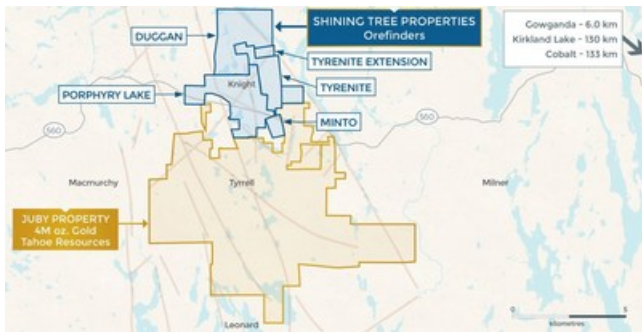 SHINING TREE PROPERTIES
Orefinders
Gowganda - 6.0 km
Kirkland Lake - 130 km
Cobalt - 133 km
DUGGAN
TYRENITE EXTENSION
Knight
TYRENITE
PORPHYRY LAKE
MINTO
560
560
Macmurchy
Tyrrell
Milner
JUBY PROPERTY
4M oz. Gold
Tahoe Resources
Leonard
0 5
kilometres